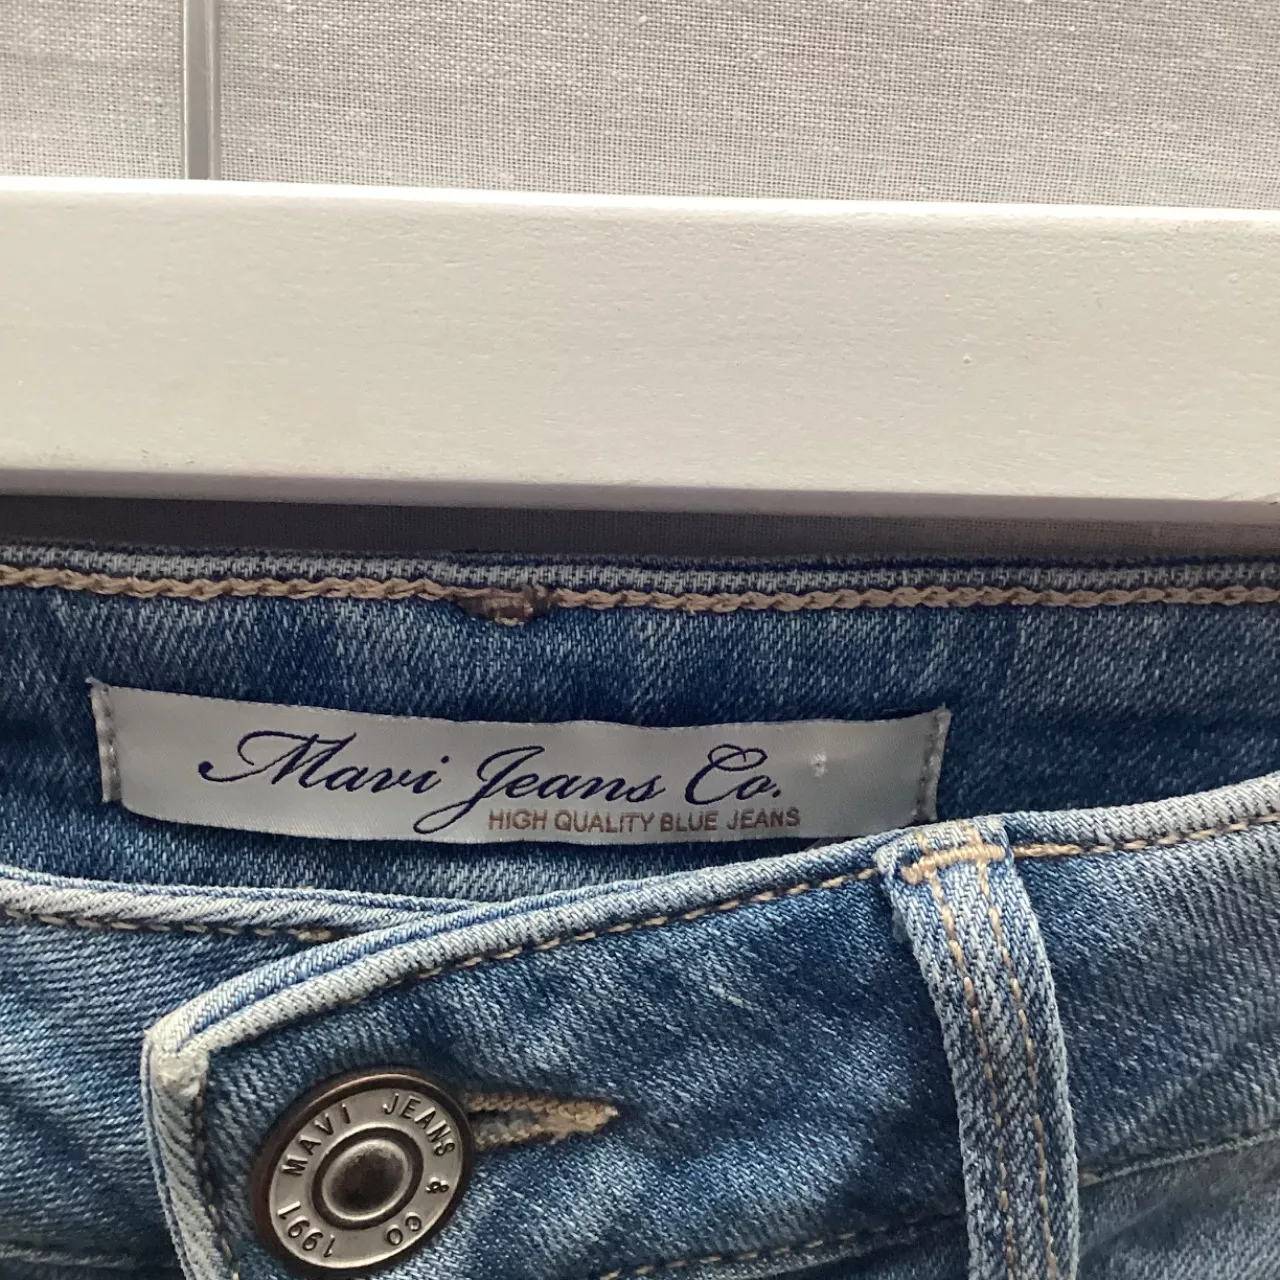 Mavi Jeans Co.
HIGH QUALITY BLUE JEANS
MAVI JEANS & CO 1991